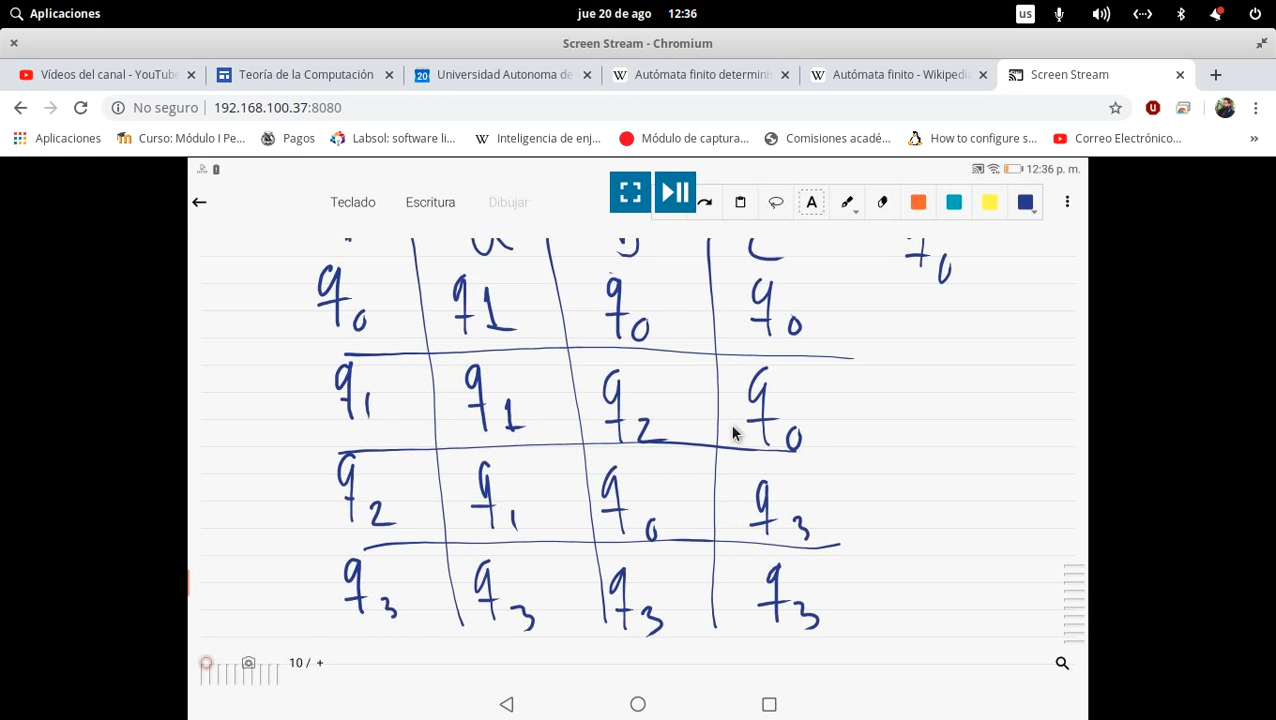 Aplicaciones jue 20 de ago 12:36 us
Screen Stream - Chromium
Vídeos del canal - YouTube Teoría de la Computación Universidad Autonoma de Autómata finito determini Autómata finito - Wikipedi Screen Stream
No seguro 192.168.100.37:8080
Aplicaciones Curso: Módulo I Pe... Pagos Labsol: software li... Inteligencia de enj... Módulo de captura... Comisiones acadé... How to configure s... Correo Electrónico... »
12:36 p. m.
Teclado Escritura Dibujar A
q0
q0 q1 q0 q0
q1 q1 q2 q0
q2 q1 q0 q3
q3 q3 q3 q3
10 / +